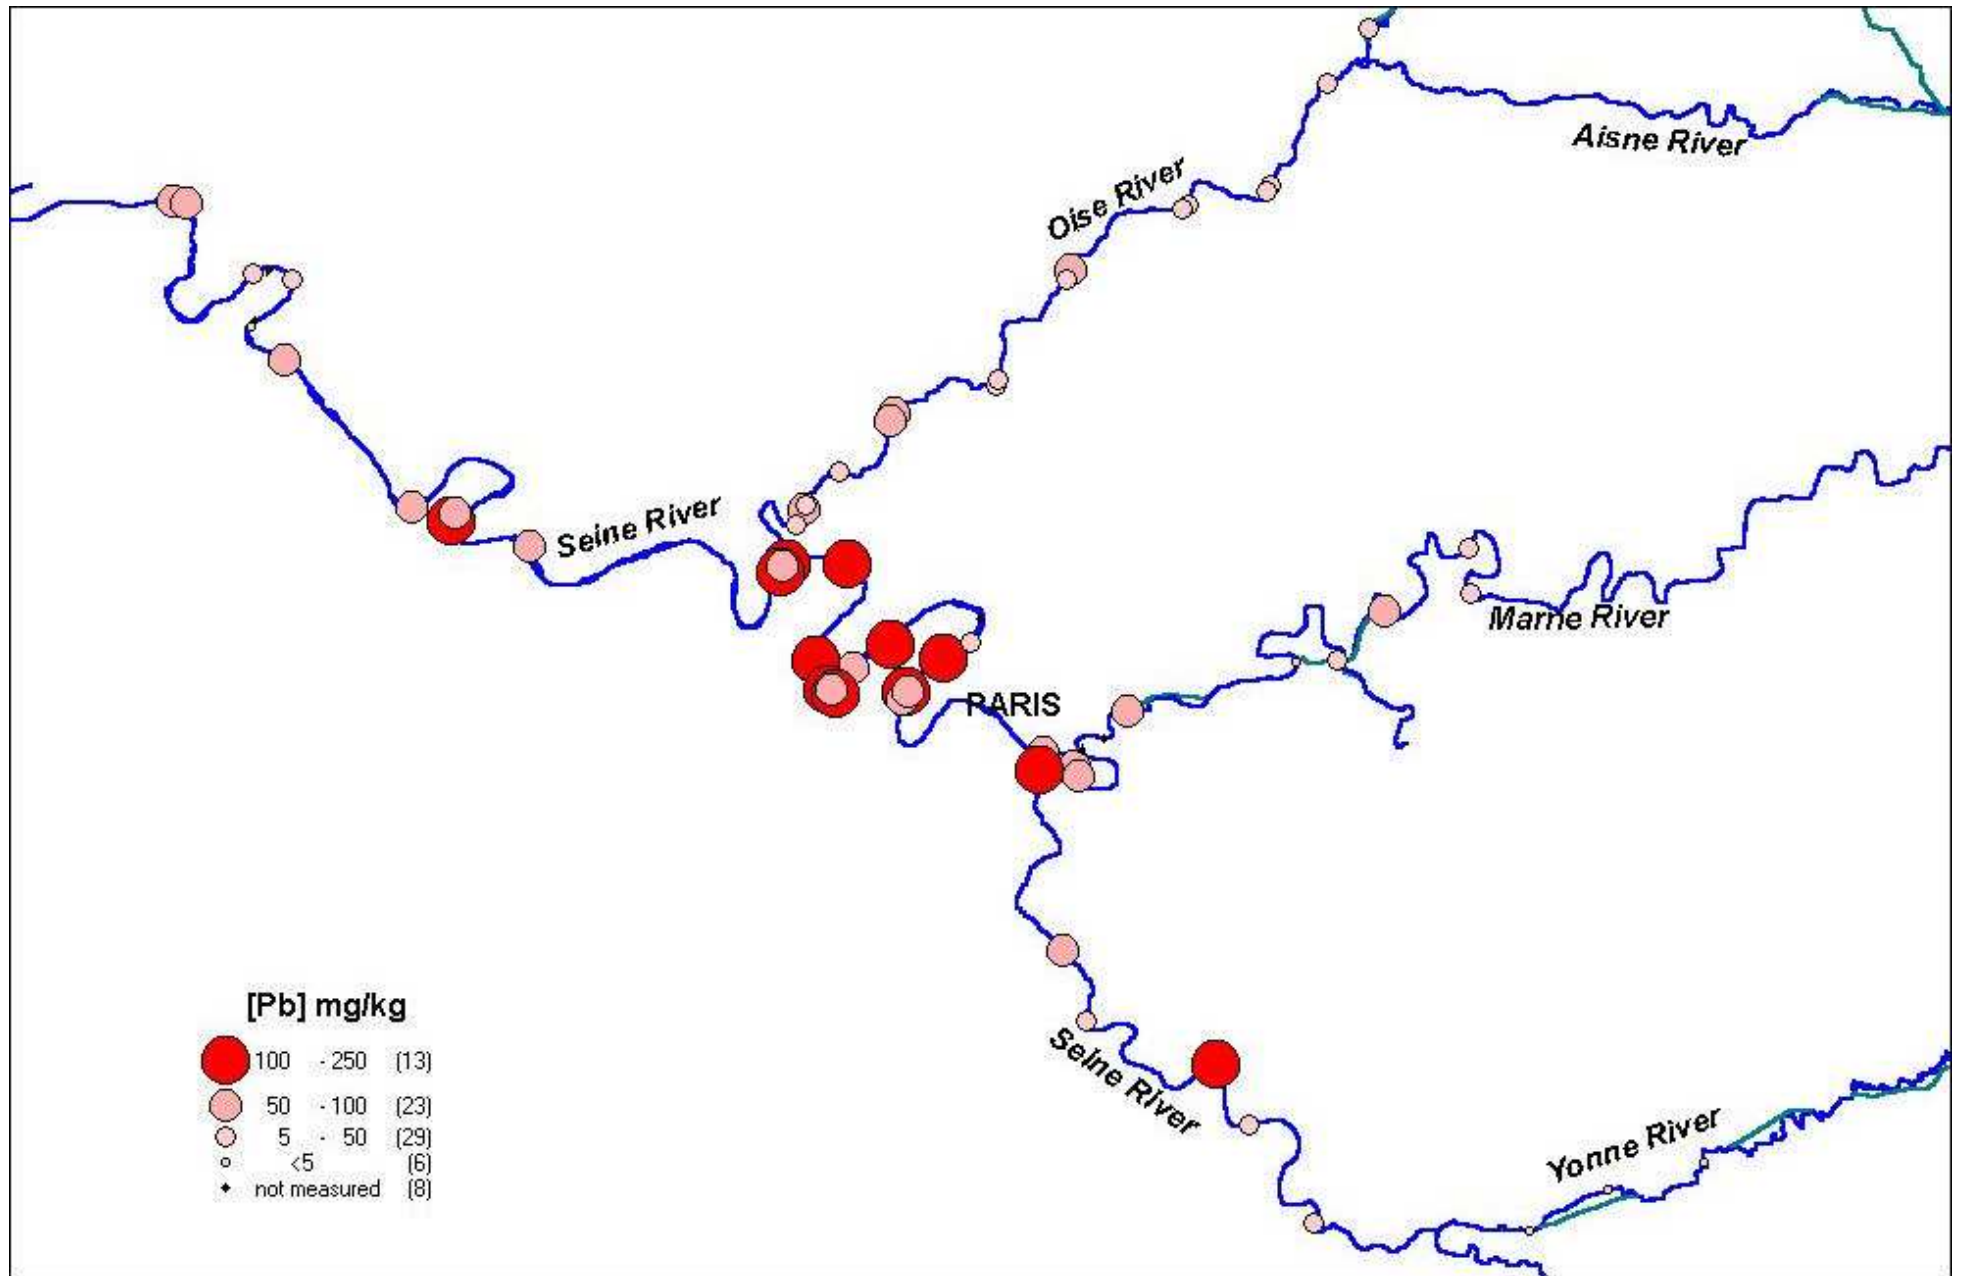 Aisne River
Oise River
Seine River
Marne River
PARIS
[Pb] mg/kg
100 - 250 (13)
50 - 100 (23)
5 - 50 (29)
<5 (6)
not measured (8)
Seine River
Yonne River